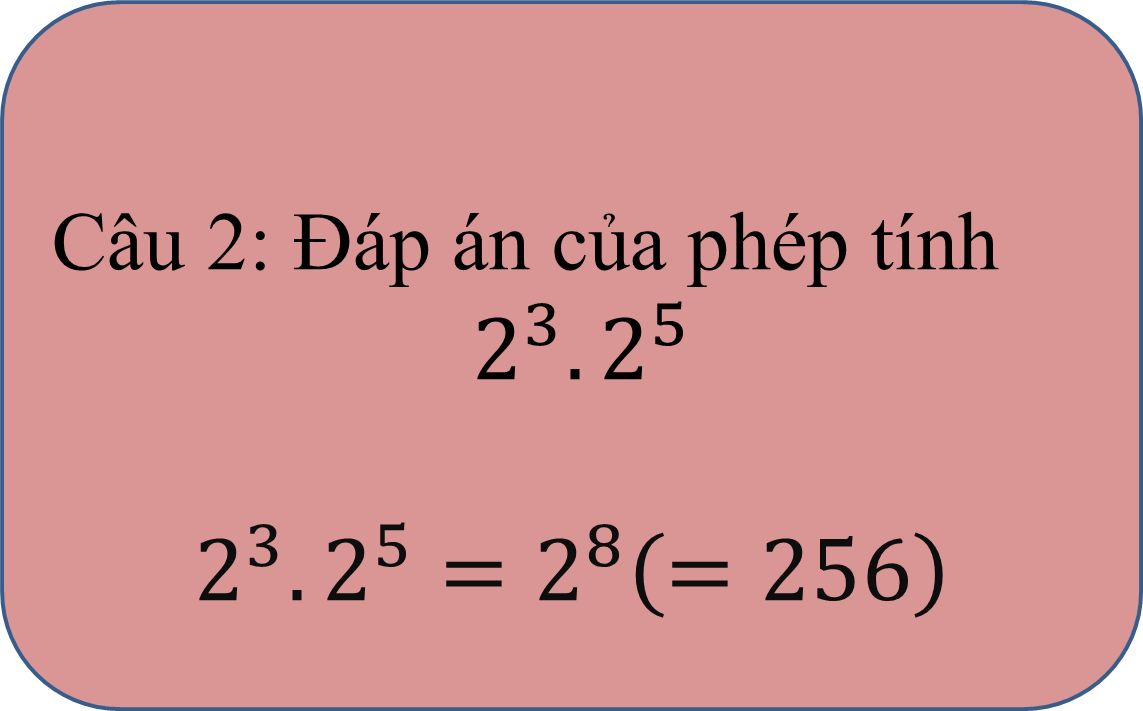 Câu 2: Đáp án của phép tính
2³.2⁵
2³.2⁵ = 2⁸(= 256)